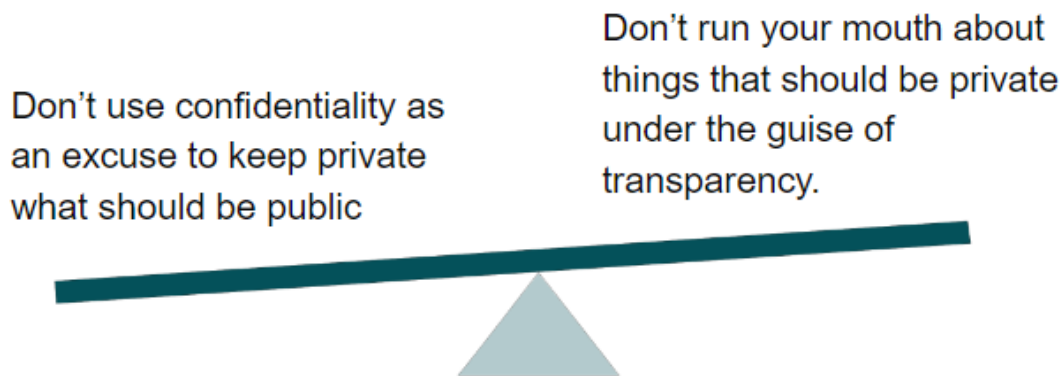 Don’t use confidentiality as
an excuse to keep private
what should be public
Don’t run your mouth about
things that should be private
under the guise of
transparency.